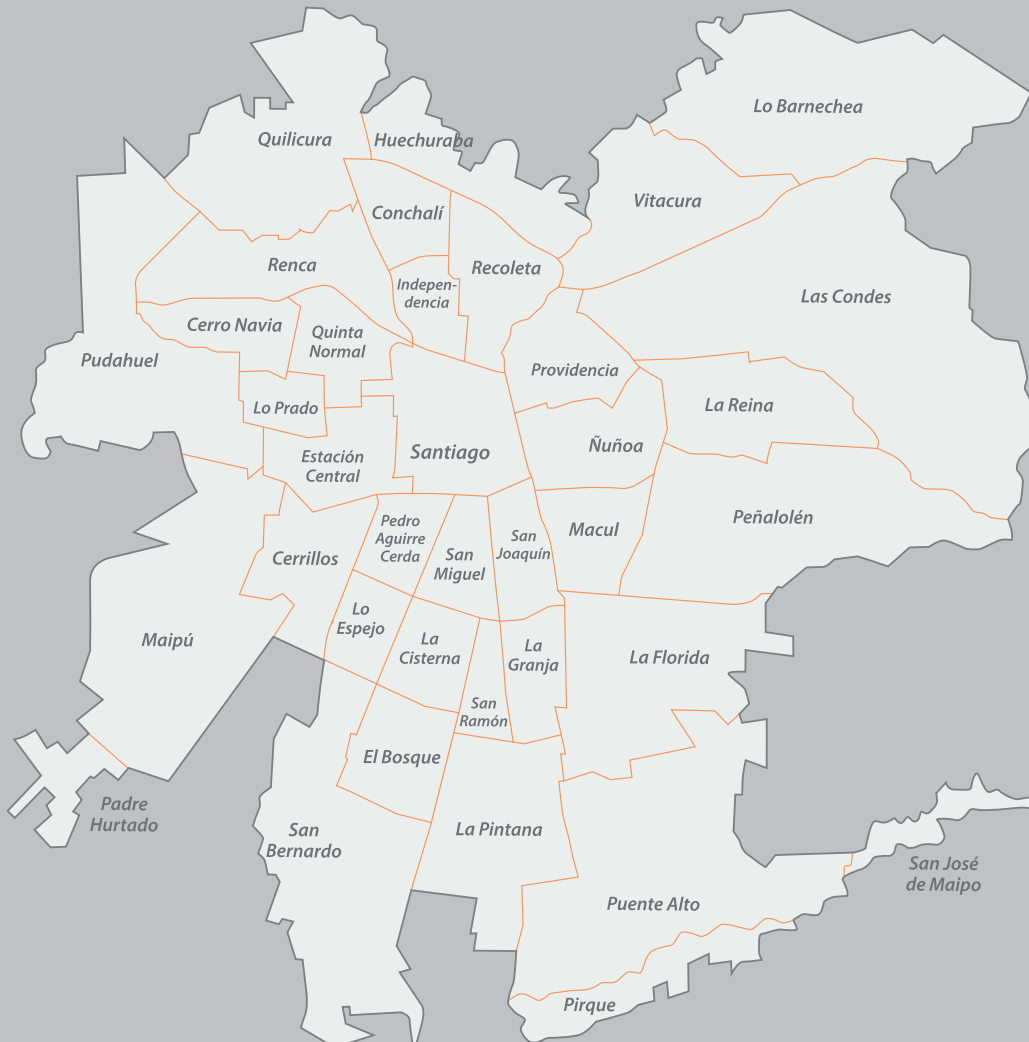 Lo Barnechea
Quilicura
Huechuraba
Vitacura
Conchalí
Renca
Recoleta
Indepen-
dencia
Las Condes
Cerro Navia
Quinta
Normal
Pudahuel
Providencia
Lo Prado
La Reina
Ñuñoa
Estación
Central
Santiago
Peñalolén
Pedro
Aguirre
Cerda
San
Joaquín
Macul
Cerrillos
San
Miguel
Lo
Espejo
Maipú
La
Cisterna
La
Granja
La Florida
San
Ramón
El Bosque
Padre
Hurtado
San
Bernardo
La Pintana
San José
de Maipo
Puente Alto
Pirque